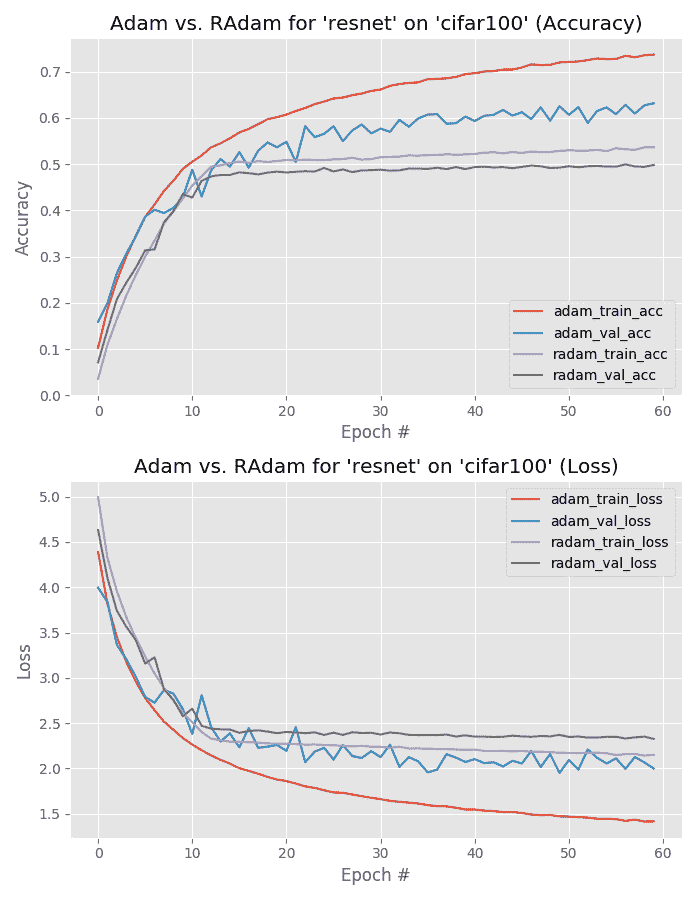 Adam vs. RAdam for 'resnet' on 'cifar100' (Accuracy)
0.7
0.6
0.5
0.4
0.3
0.2
0.1
0.0
Accuracy
adam_train_acc
adam_val_acc
radam_train_acc
radam_val_acc
0 10 20 30 40 50 60
Epoch #
Adam vs. RAdam for 'resnet' on 'cifar100' (Loss)
5.0
4.5
4.0
3.5
3.0
2.5
2.0
1.5
Loss
adam_train_loss
adam_val_loss
radam_train_loss
radam_val_loss
0 10 20 30 40 50 60
Epoch #